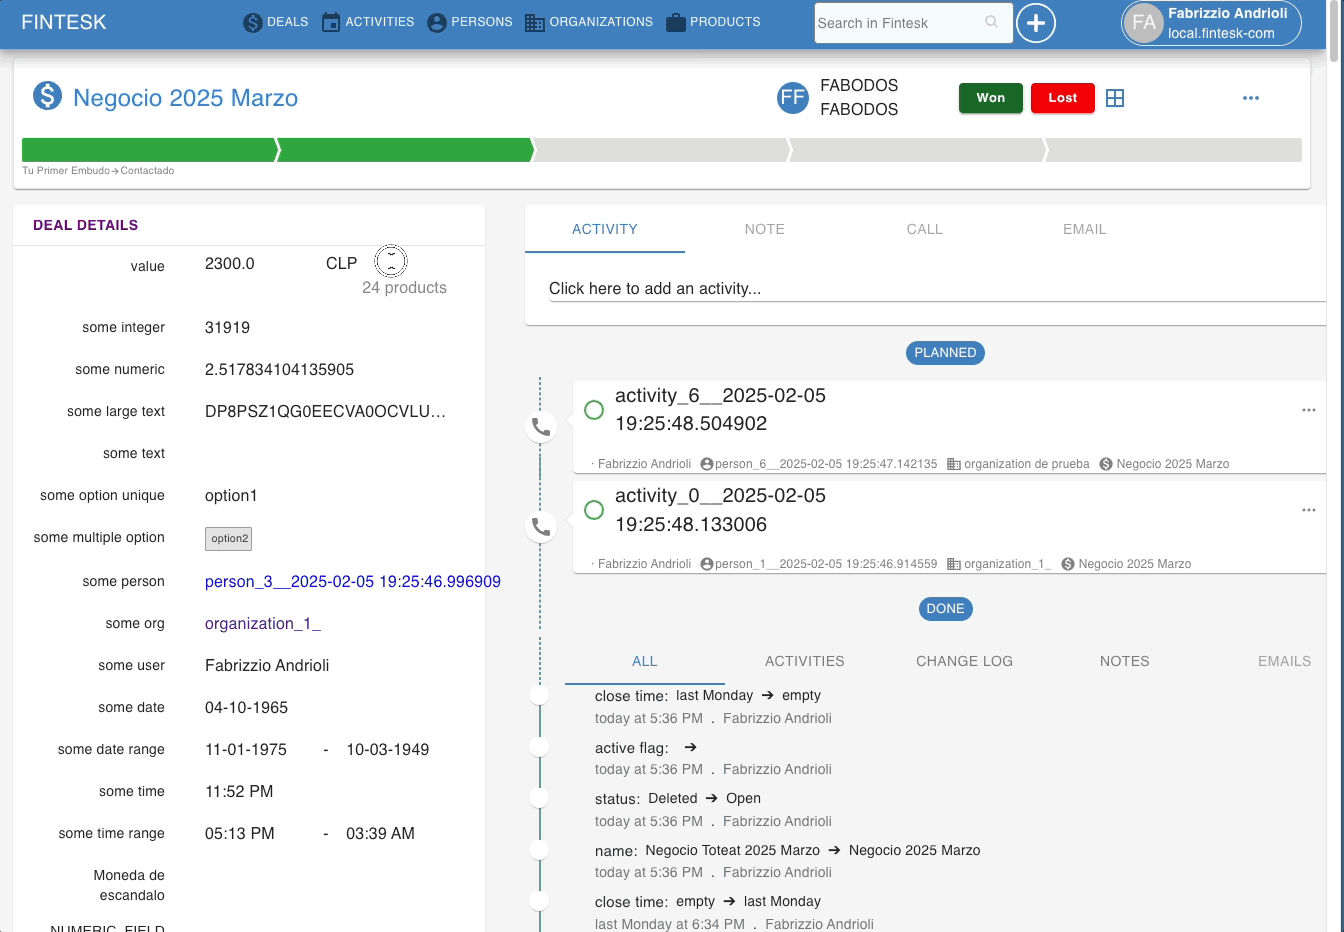 FINTESK
DEALS ACTIVITIES PERSONS ORGANIZATIONS PRODUCTS
Search in Fintesk
FA
Fabrizzio Andrioli
local.fintesk-com
Negocio 2025 Marzo
FF
FABODOS
FABODOS
Won Lost
Tu Primer Embudo→Contactado
DEAL DETAILS
value 2300.0 CLP
24 products
some integer 31919
some numeric 2.517834104135905
some large text DP8PSZ1QG0EECVA0OCVLU...
some text
some option unique option1
some multiple option option2
some person person_3__2025-02-05 19:25:46.996909
some org organization_1_
some user Fabrizzio Andrioli
some date 04-10-1965
some date range 11-01-1975 - 10-03-1949
some time 11:52 PM
some time range 05:13 PM - 03:39 AM
Moneda de
escandalo
NUMERIC_FIELD
ACTIVITY NOTE CALL EMAIL
Click here to add an activity...
PLANNED
activity_6__2025-02-05
19:25:48.504902
· Fabrizzio Andrioli person_6__2025-02-05 19:25:47.142135 organization de prueba Negocio 2025 Marzo
activity_0__2025-02-05
19:25:48.133006
· Fabrizzio Andrioli person_1__2025-02-05 19:25:46.914559 organization_1_ Negocio 2025 Marzo
DONE
ALL ACTIVITIES CHANGE LOG NOTES EMAILS
close time: last Monday → empty
today at 5:36 PM . Fabrizzio Andrioli
active flag: →
today at 5:36 PM . Fabrizzio Andrioli
status: Deleted → Open
today at 5:36 PM . Fabrizzio Andrioli
name: Negocio Toteat 2025 Marzo → Negocio 2025 Marzo
today at 5:36 PM . Fabrizzio Andrioli
close time: empty → last Monday
last Monday at 6:34 PM . Fabrizzio Andrioli